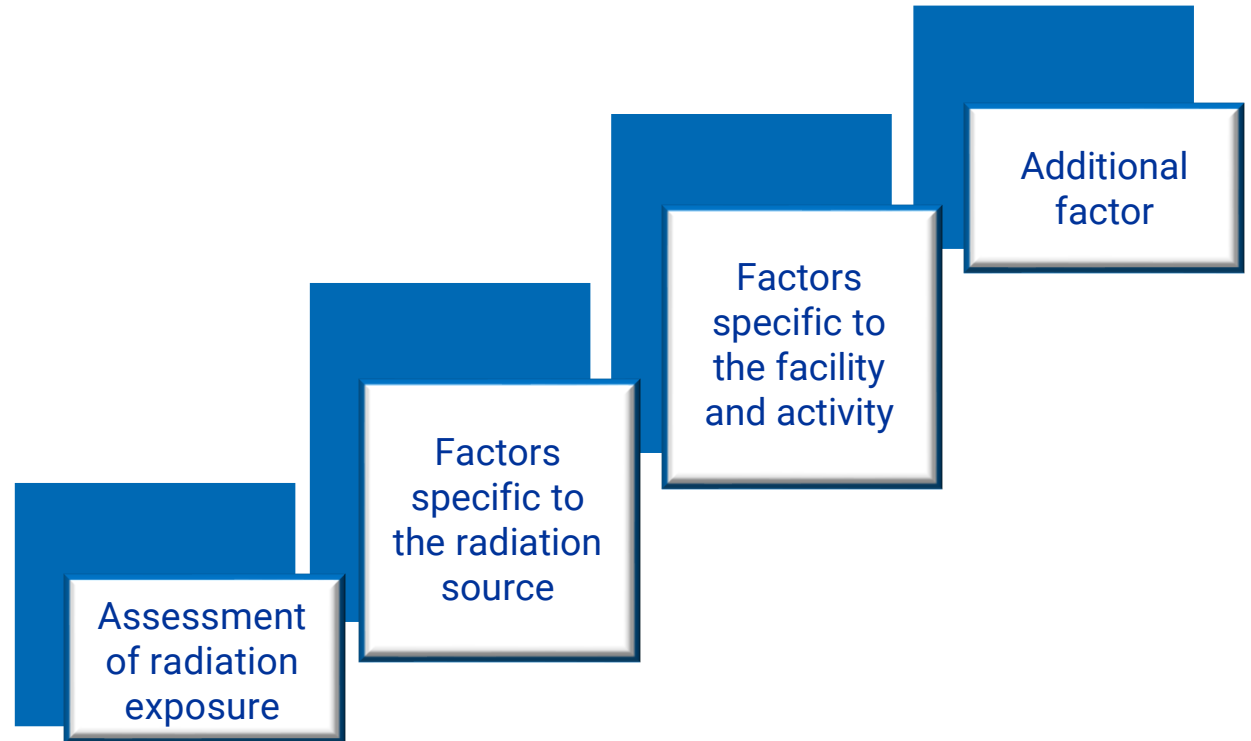 Assessment
of radiation
exposure
Factors
specific to
the radiation
source
Factors
specific to
the facility
and activity
Additional
factor